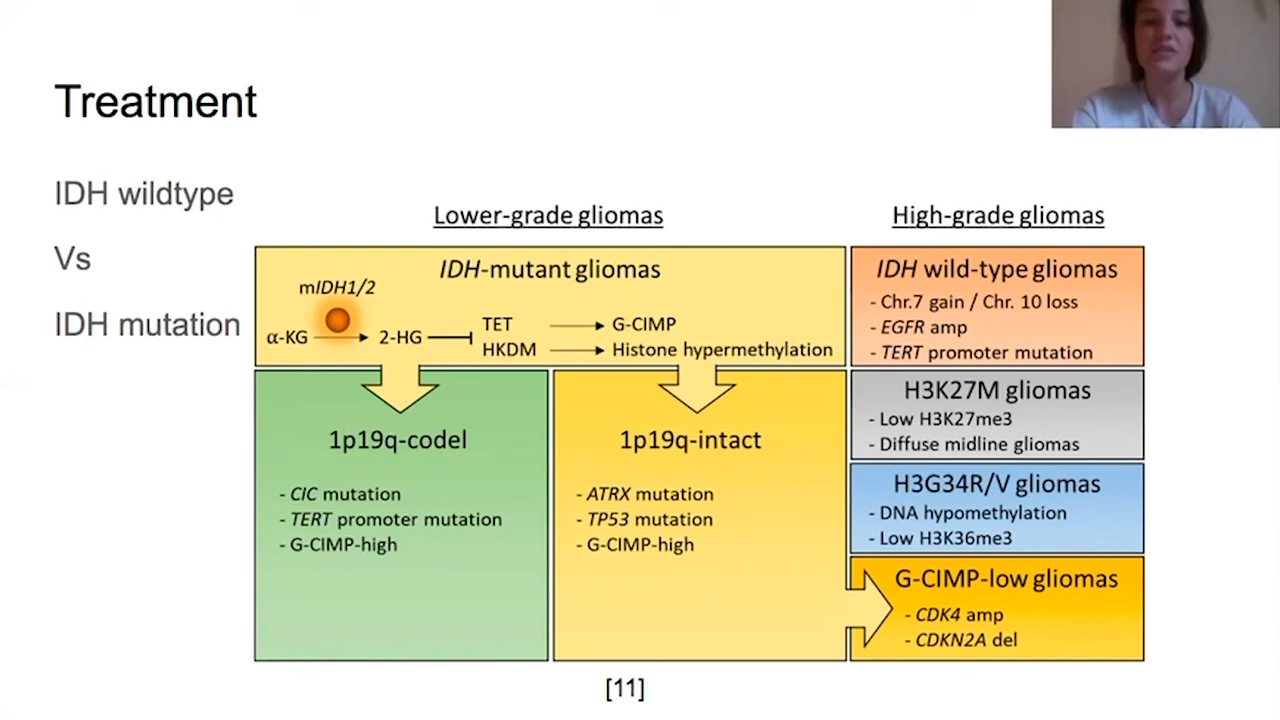 Treatment
IDH wildtype
Vs
IDH mutation
Lower-grade gliomas
High-grade gliomas
IDH-mutant gliomas
mIDH1/2
α-KG
2-HG
TET
G-CIMP
HKDM
Histone hypermethylation
1p19q-codel
- CIC mutation
- TERT promoter mutation
- G-CIMP-high
1p19q-intact
- ATRX mutation
- TP53 mutation
- G-CIMP-high
IDH wild-type gliomas
- Chr.7 gain / Chr. 10 loss
- EGFR amp
- TERT promoter mutation
H3K27M gliomas
- Low H3K27me3
- Diffuse midline gliomas
H3G34R/V gliomas
- DNA hypomethylation
- Low H3K36me3
G-CIMP-low gliomas
- CDK4 amp
- CDKN2A del
[11]